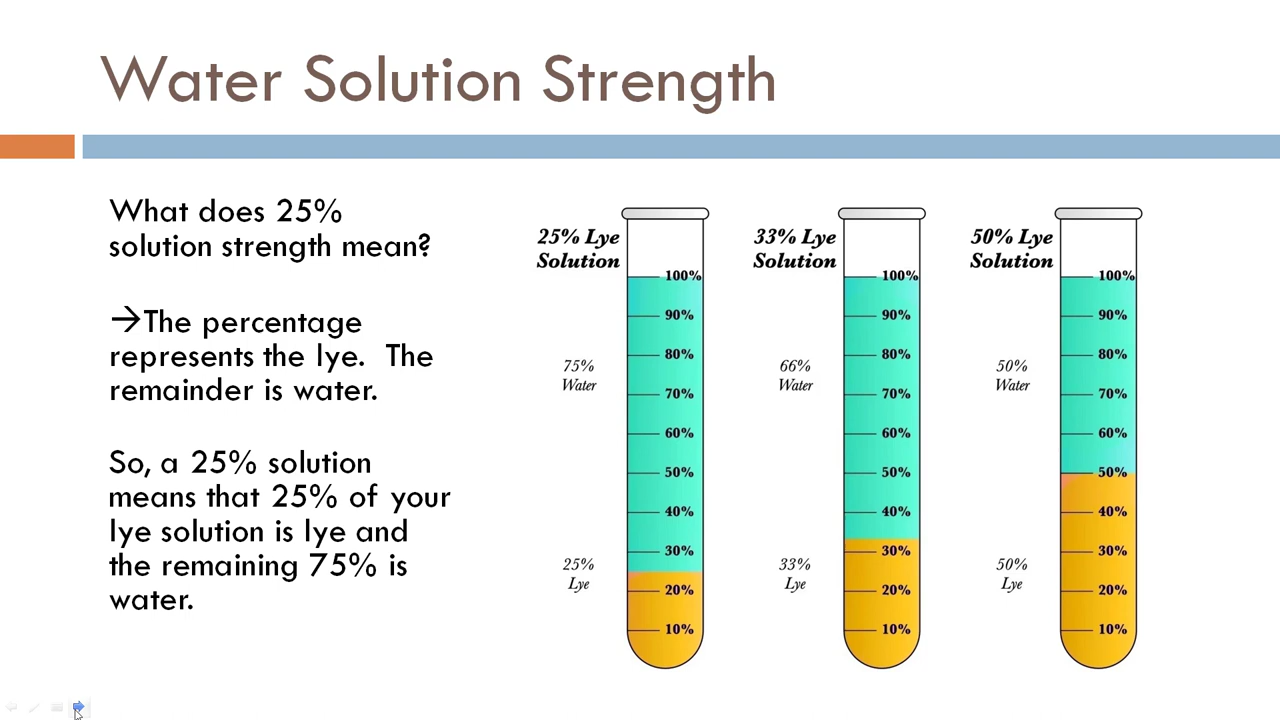 Water Solution Strength
What does 25%
solution strength mean?
→The percentage
represents the lye.  The
remainder is water.
So, a 25% solution
means that 25% of your
lye solution is lye and
the remaining 75% is
water.
25% Lye
Solution
100%
90%
80%
75%
Water
70%
60%
50%
40%
30%
25%
Lye
20%
10%
33% Lye
Solution
100%
90%
80%
66%
Water
70%
60%
50%
40%
30%
33%
Lye
20%
10%
50% Lye
Solution
100%
90%
80%
50%
Water
70%
60%
50%
40%
30%
50%
Lye
20%
10%